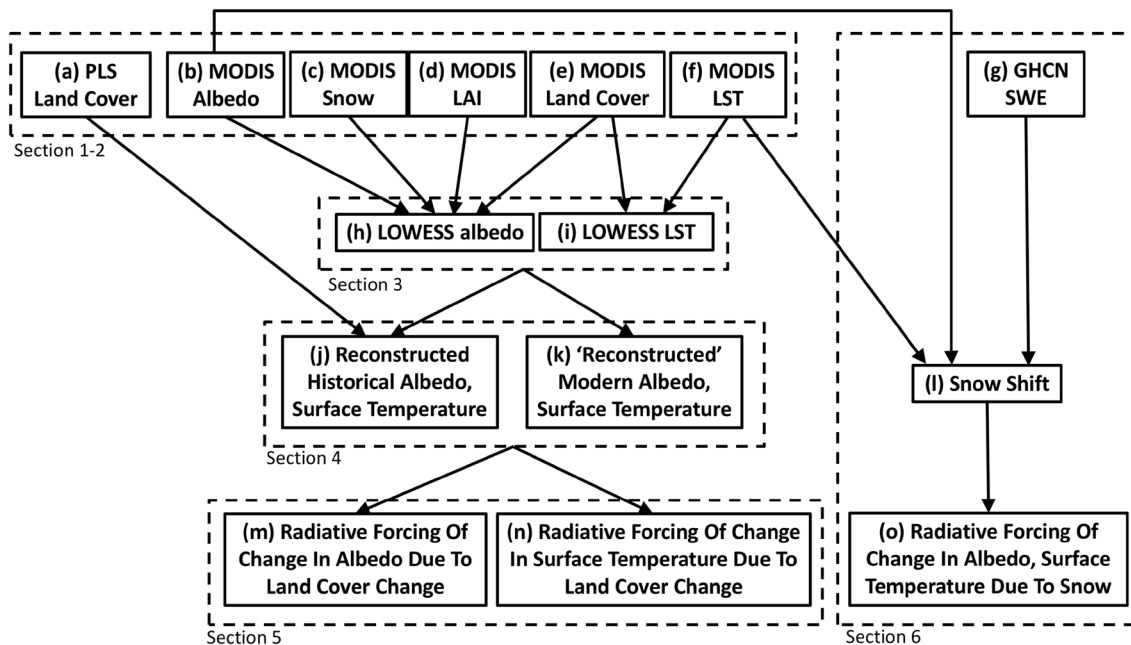 (a) PLS
Land Cover
(b) MODIS
Albedo
(c) MODIS
Snow
(d) MODIS
LAI
(e) MODIS
Land Cover
(f) MODIS
LST
(g) GHCN
SWE
Section 1-2
(h) LOWESS albedo
(i) LOWESS LST
Section 3
(j) Reconstructed
Historical Albedo,
Surface Temperature
(k) ‘Reconstructed’
Modern Albedo,
Surface Temperature
(l) Snow Shift
Section 4
(m) Radiative Forcing Of
Change In Albedo Due To
Land Cover Change
(n) Radiative Forcing Of Change
In Surface Temperature Due To
Land Cover Change
(o) Radiative Forcing Of
Change In Albedo, Surface
Temperature Due To Snow
Section 5
Section 6